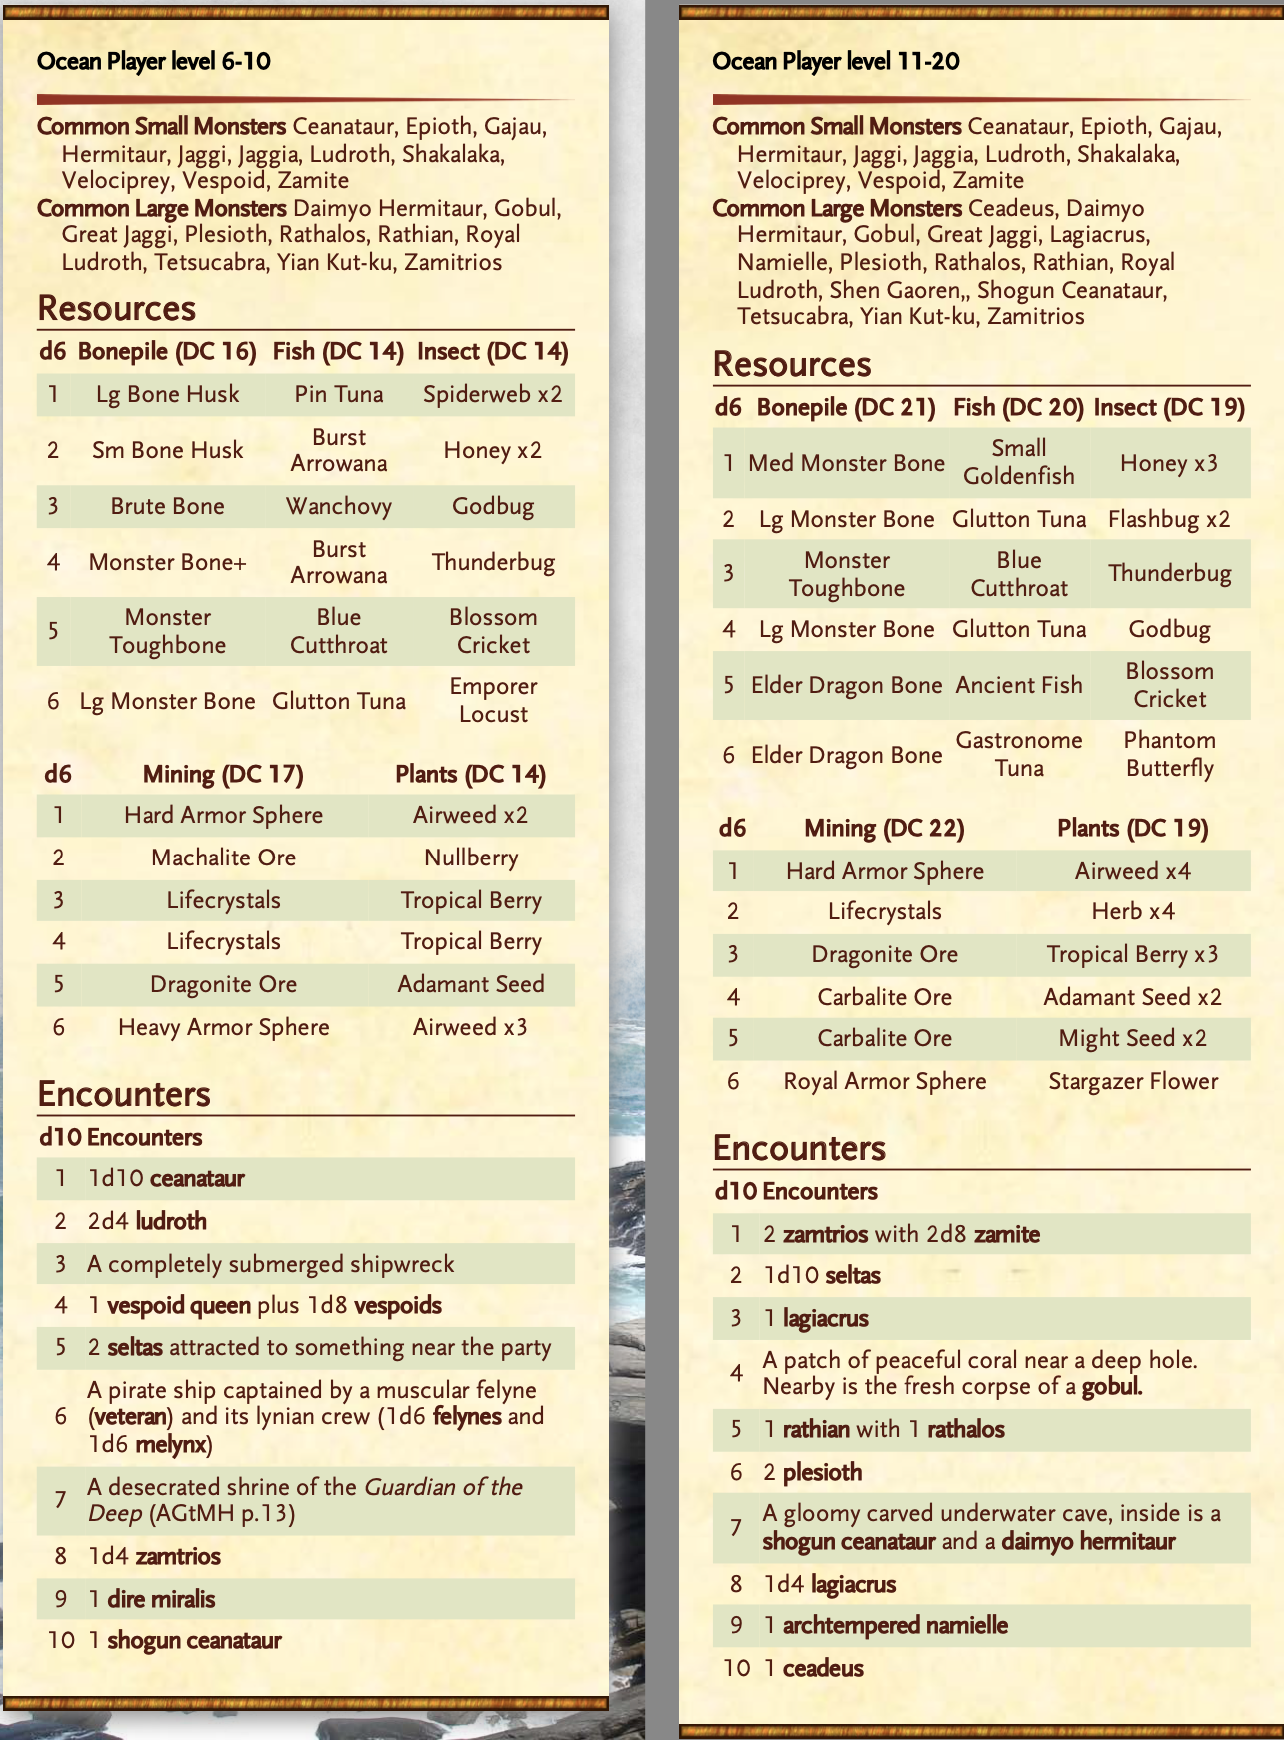 Ocean Player level 6-10
Common Small Monsters Ceanataur, Epioth, Gajau,
Hermitaur, Jaggi, Jaggia, Ludroth, Shakalaka,
Velociprey, Vespoid, Zamite
Common Large Monsters Daimyo Hermitaur, Gobul,
Great Jaggi, Plesioth, Rathalos, Rathian, Royal
Ludroth, Tetsucabra, Yian Kut-ku, Zamitrios
Resources
d6 Bonepile (DC 16) Fish (DC 14) Insect (DC 14)
1 Lg Bone Husk Pin Tuna Spiderweb x2
2 Sm Bone Husk Burst Arrowana Honey x2
3 Brute Bone Wanchovy Godbug
4 Monster Bone+ Burst Arrowana Thunderbug
5 Monster Toughbone Blue Cutthroat Blossom Cricket
6 Lg Monster Bone Glutton Tuna Emporer Locust
d6 Mining (DC 17) Plants (DC 14)
1 Hard Armor Sphere Airweed x2
2 Machalite Ore Nullberry
3 Lifecrystals Tropical Berry
4 Lifecrystals Tropical Berry
5 Dragonite Ore Adamant Seed
6 Heavy Armor Sphere Airweed x3
Encounters
d10 Encounters
1 1d10 ceanataur
2 2d4 ludroth
3 A completely submerged shipwreck
4 1 vespoid queen plus 1d8 vespoids
5 2 seltas attracted to something near the party
6 A pirate ship captained by a muscular felyne
(veteran) and its lynian crew (1d6 felynes and
1d6 melynx)
7 A desecrated shrine of the Guardian of the
Deep (AGtMH p.13)
8 1d4 zamtrios
9 1 dire miralis
10 1 shogun ceanataur
Ocean Player level 11-20
Common Small Monsters Ceanataur, Epioth, Gajau,
Hermitaur, Jaggi, Jaggia, Ludroth, Shakalaka,
Velociprey, Vespoid, Zamite
Common Large Monsters Ceadeus, Daimyo
Hermitaur, Gobul, Great Jaggi, Lagiacrus,
Namielle, Plesioth, Rathalos, Rathian, Royal
Ludroth, Shen Gaoren,, Shogun Ceanataur,
Tetsucabra, Yian Kut-ku, Zamitrios
Resources
d6 Bonepile (DC 21) Fish (DC 20) Insect (DC 19)
1 Med Monster Bone Small Goldenfish Honey x3
2 Lg Monster Bone Glutton Tuna Flashbug x2
3 Monster Toughbone Blue Cutthroat Thunderbug
4 Lg Monster Bone Glutton Tuna Godbug
5 Elder Dragon Bone Ancient Fish Blossom Cricket
6 Elder Dragon Bone Gastronome Tuna Phantom Butterfly
d6 Mining (DC 22) Plants (DC 19)
1 Hard Armor Sphere Airweed x4
2 Lifecrystals Herb x4
3 Dragonite Ore Tropical Berry x3
4 Carbalite Ore Adamant Seed x2
5 Carbalite Ore Might Seed x2
6 Royal Armor Sphere Stargazer Flower
Encounters
d10 Encounters
1 2 zamtrios with 2d8 zamite
2 1d10 seltas
3 1 lagiacrus
4 A patch of peaceful coral near a deep hole.
Nearby is the fresh corpse of a gobul.
5 1 rathian with 1 rathalos
6 2 plesioth
7 A gloomy carved underwater cave, inside is a
shogun ceanataur and a daimyo hermitaur
8 1d4 lagiacrus
9 1 archtempered namielle
10 1 ceadeus